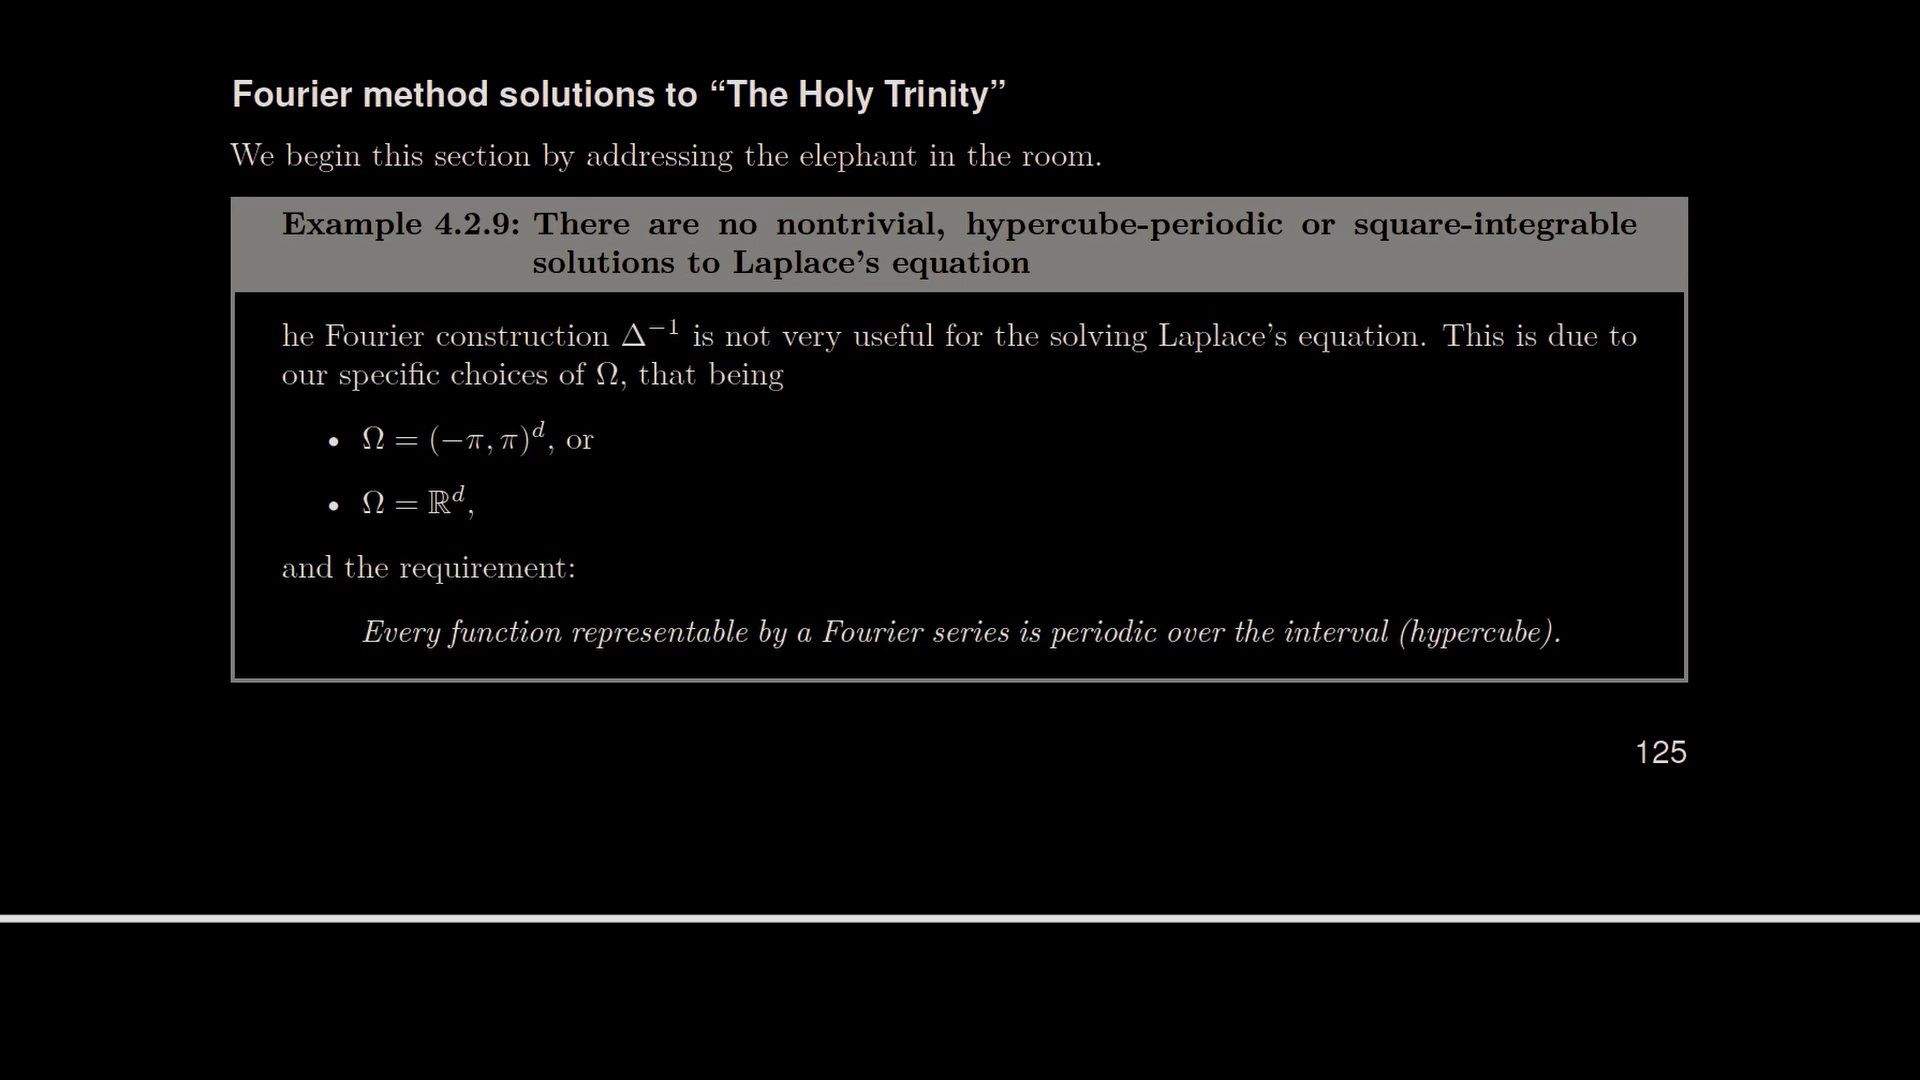 Fourier method solutions to “The Holy Trinity”
We begin this section by addressing the elephant in the room.
Example 4.2.9: There are no nontrivial, hypercube-periodic or square-integrable
solutions to Laplace’s equation
he Fourier construction Δ⁻¹ is not very useful for the solving Laplace’s equation. This is due to
our specific choices of Ω, that being
• Ω = (−π, π)ᵈ, or
• Ω = ℝᵈ,
and the requirement:
Every function representable by a Fourier series is periodic over the interval (hypercube).
125